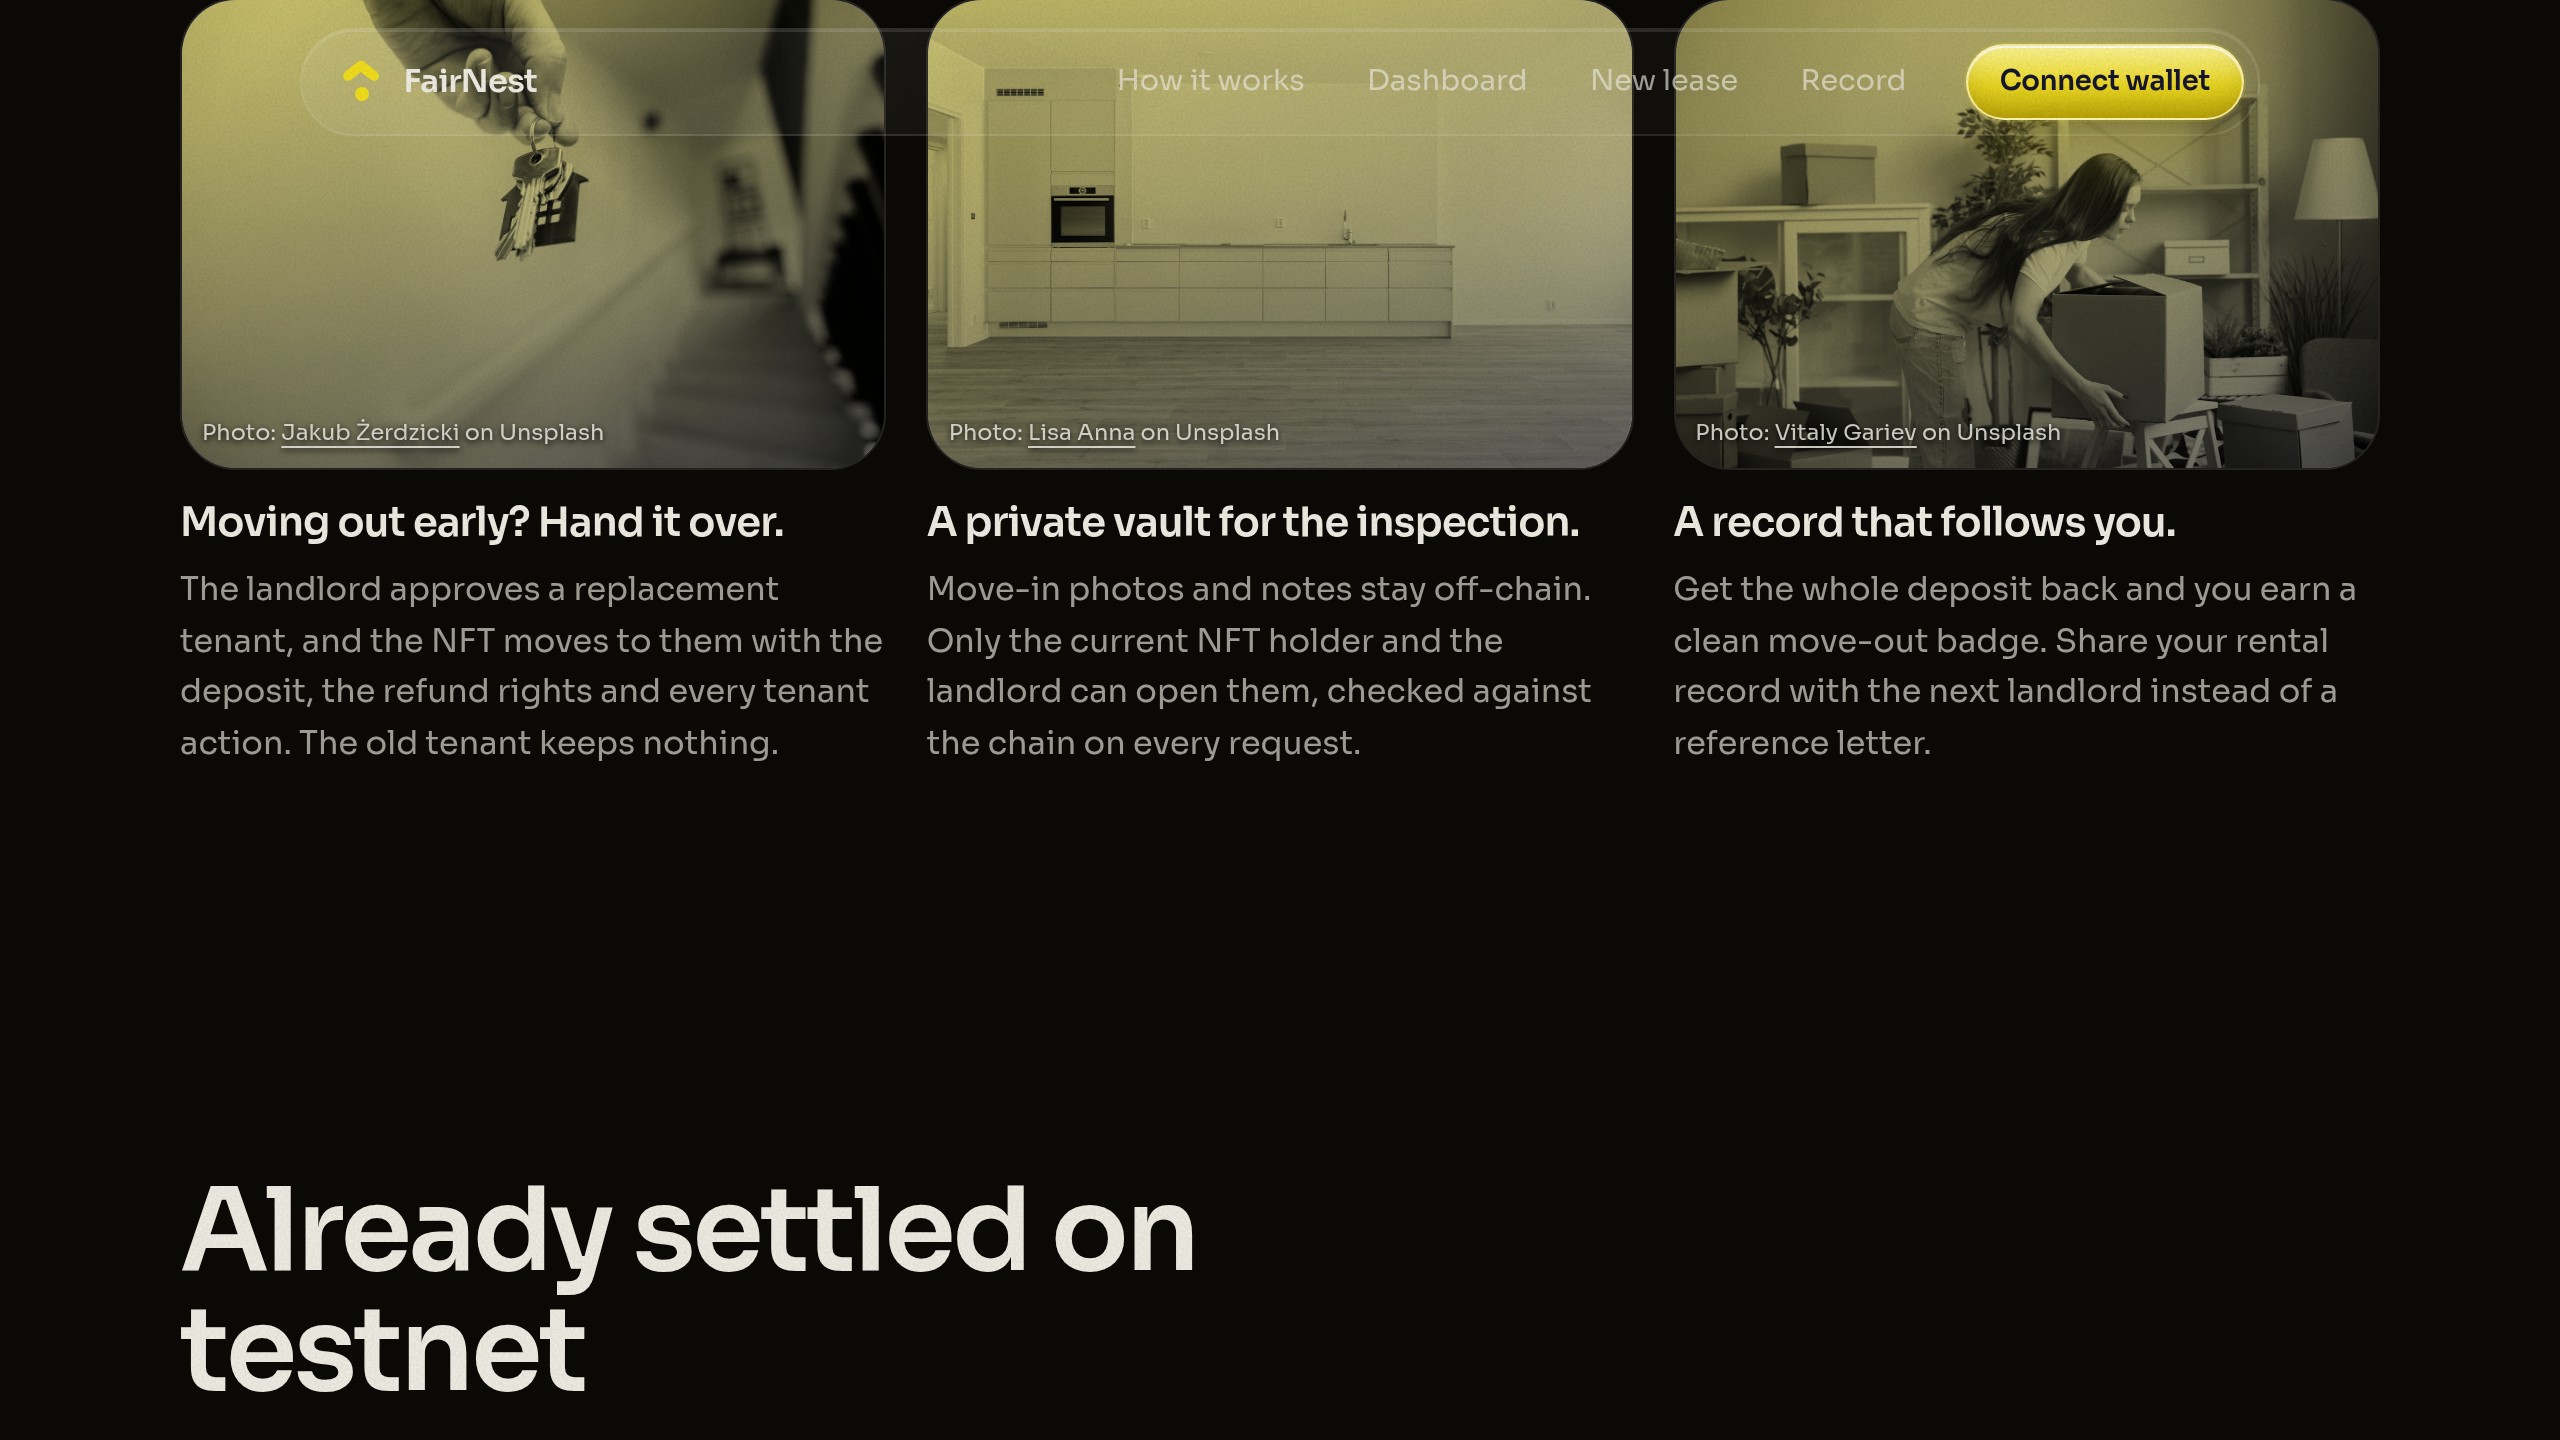 FairNest
How it works
Dashboard
New lease
Record
Connect wallet
Photo: Jakub Żerdzicki on Unsplash
Photo: Lisa Anna on Unsplash
Photo: Vitaly Gariev on Unsplash
Moving out early? Hand it over.
The landlord approves a replacement
tenant, and the NFT moves to them with the
deposit, the refund rights and every tenant
action. The old tenant keeps nothing.
A private vault for the inspection.
Move-in photos and notes stay off-chain.
Only the current NFT holder and the
landlord can open them, checked against
the chain on every request.
A record that follows you.
Get the whole deposit back and you earn a
clean move-out badge. Share your rental
record with the next landlord instead of a
reference letter.
Already settled on
testnet